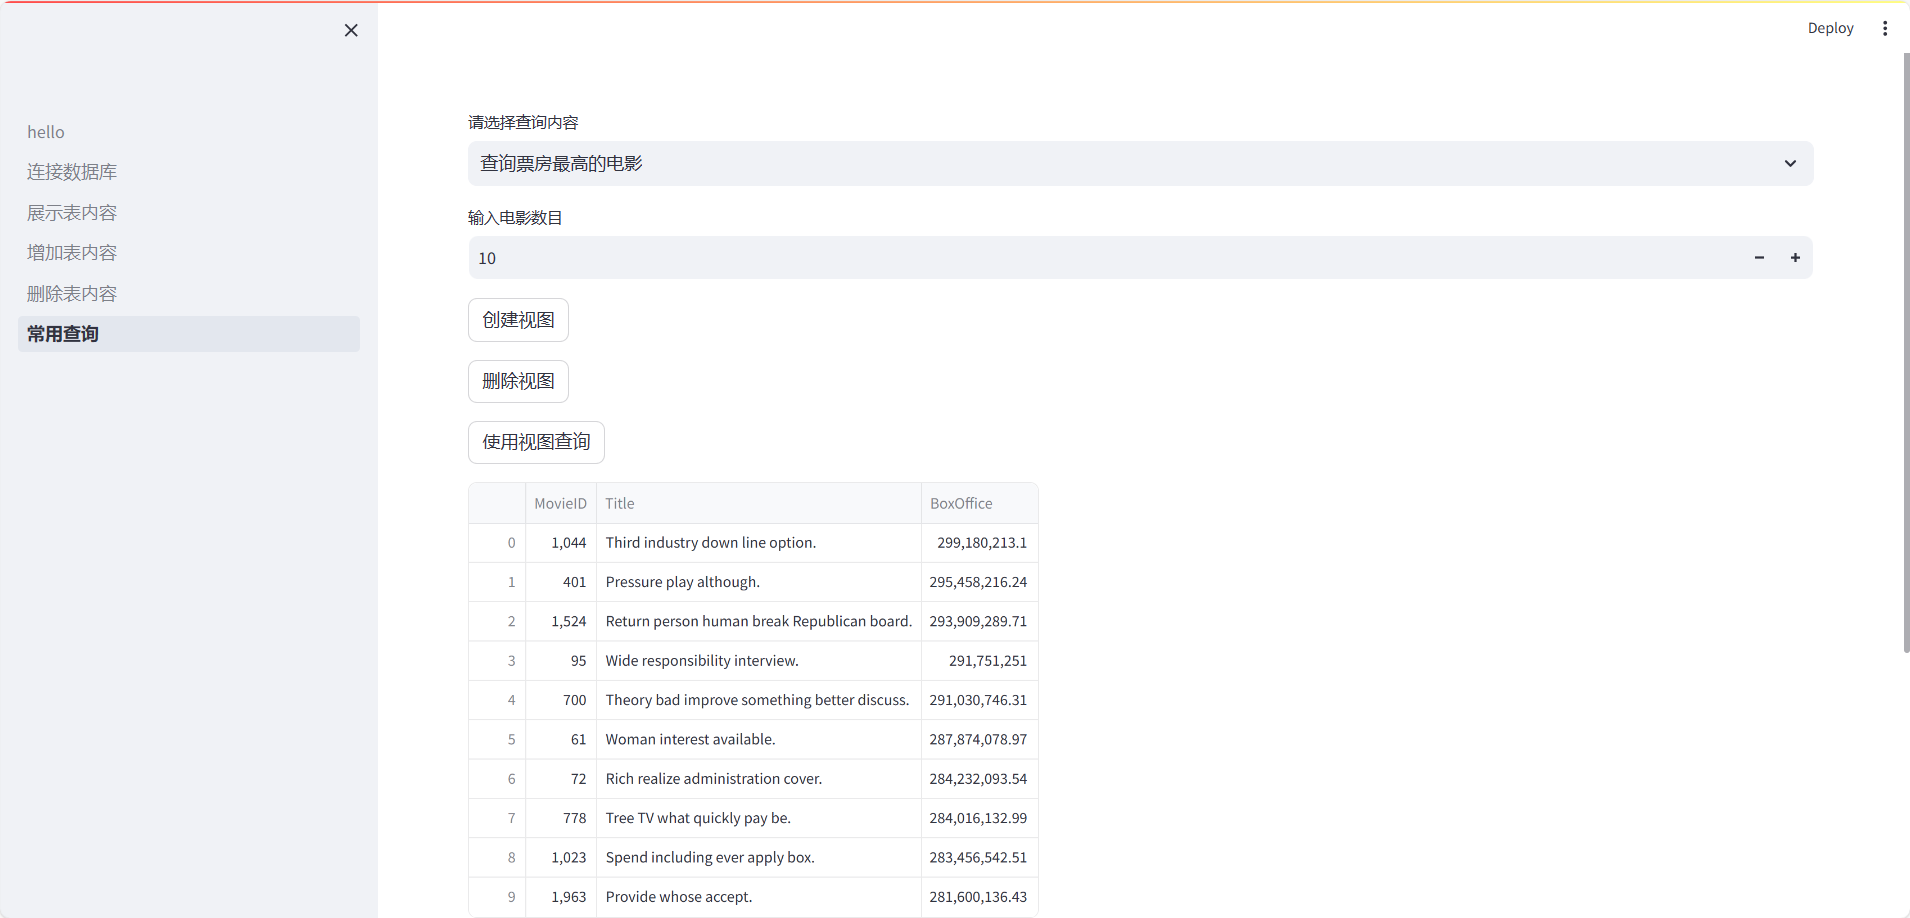 Deploy
hello
连接数据库
展示表内容
增加表内容
删除表内容
常用查询
请选择查询内容
查询票房最高的电影
输入电影数目
10
创建视图
删除视图
使用视图查询
MovieID Title BoxOffice
0 1,044 Third industry down line option. 299,180,213.1
1 401 Pressure play although. 295,458,216.24
2 1,524 Return person human break Republican board. 293,909,289.71
3 95 Wide responsibility interview. 291,751,251
4 700 Theory bad improve something better discuss. 291,030,746.31
5 61 Woman interest available. 287,874,078.97
6 72 Rich realize administration cover. 284,232,093.54
7 778 Tree TV what quickly pay be. 284,016,132.99
8 1,023 Spend including ever apply box. 283,456,542.51
9 1,963 Provide whose accept. 281,600,136.43